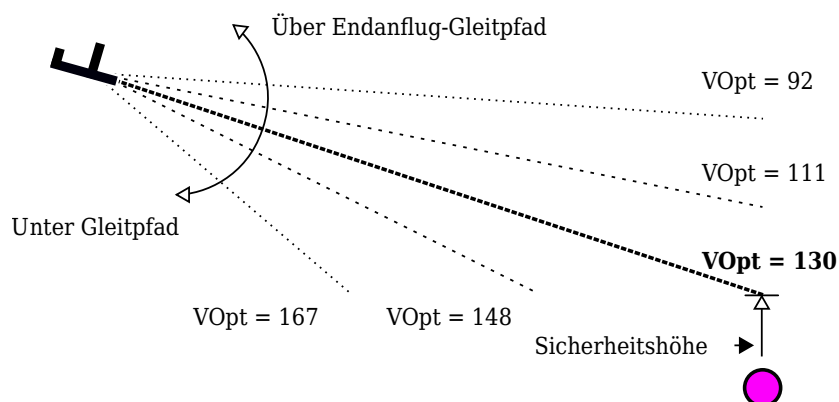 Über Endanflug-Gleitpfad
VOpt = 92
VOpt = 111
Unter Gleitpfad
VOpt = 130
VOpt = 167
VOpt = 148
Sicherheitshöhe